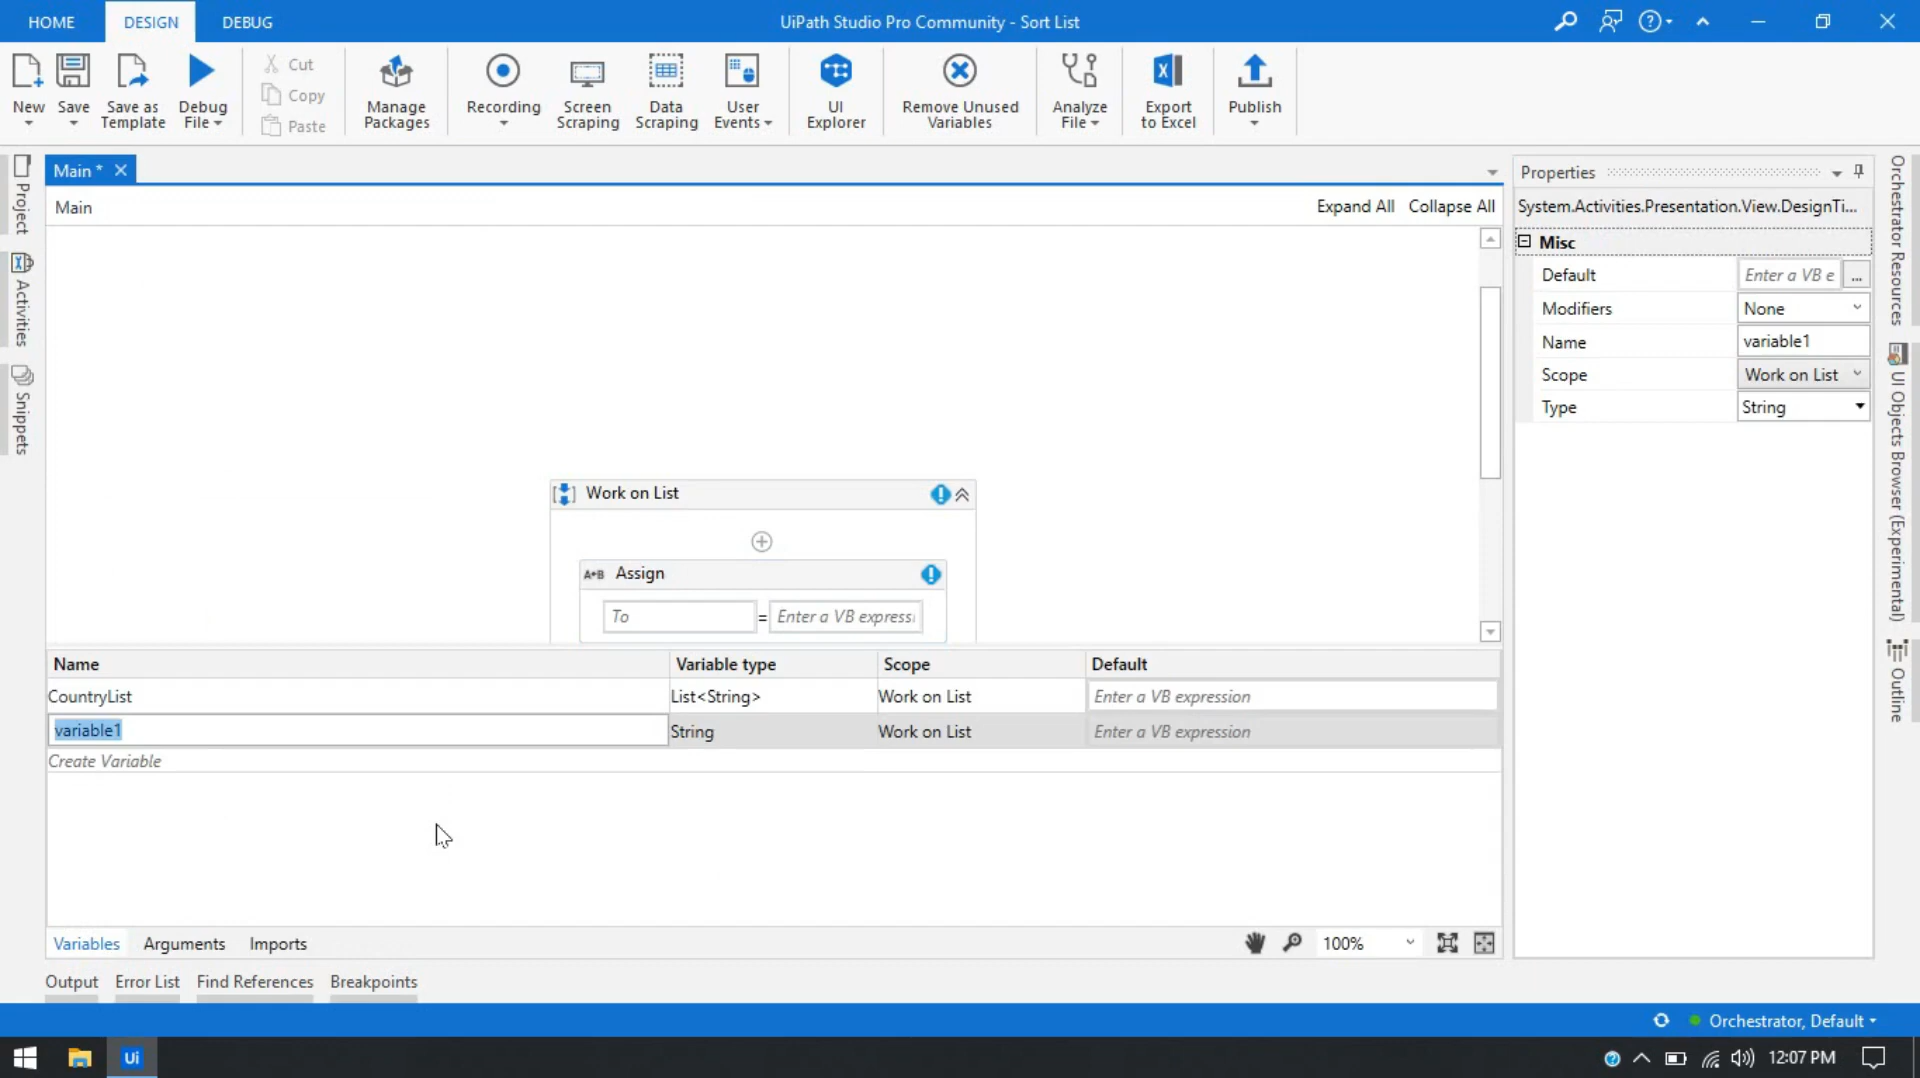 HOME DESIGN DEBUG UiPath Studio Pro Community - Sort List
New Save Save as Template Debug File Cut Copy Paste Manage Packages Recording Screen Scraping Data Scraping User Events UI Explorer Remove Unused Variables Analyze File Export to Excel Publish
Project
Activities
Snippets
Main *
Main Expand All Collapse All
Work on List
A+B Assign
To = Enter a VB expressi
Name Variable type Scope Default
CountryList List<String> Work on List Enter a VB expression
variable1 String Work on List Enter a VB expression
Create Variable
Variables Arguments Imports 100%
Output Error List Find References Breakpoints
Properties
System.Activities.Presentation.View.DesignTi...
Misc
Default Enter a VB e ...
Modifiers None
Name variable1
Scope Work on List
Type String
Orchestrator Resources
UI Objects Browser (Experimental)
Outline
Orchestrator, Default
Ui 12:07 PM